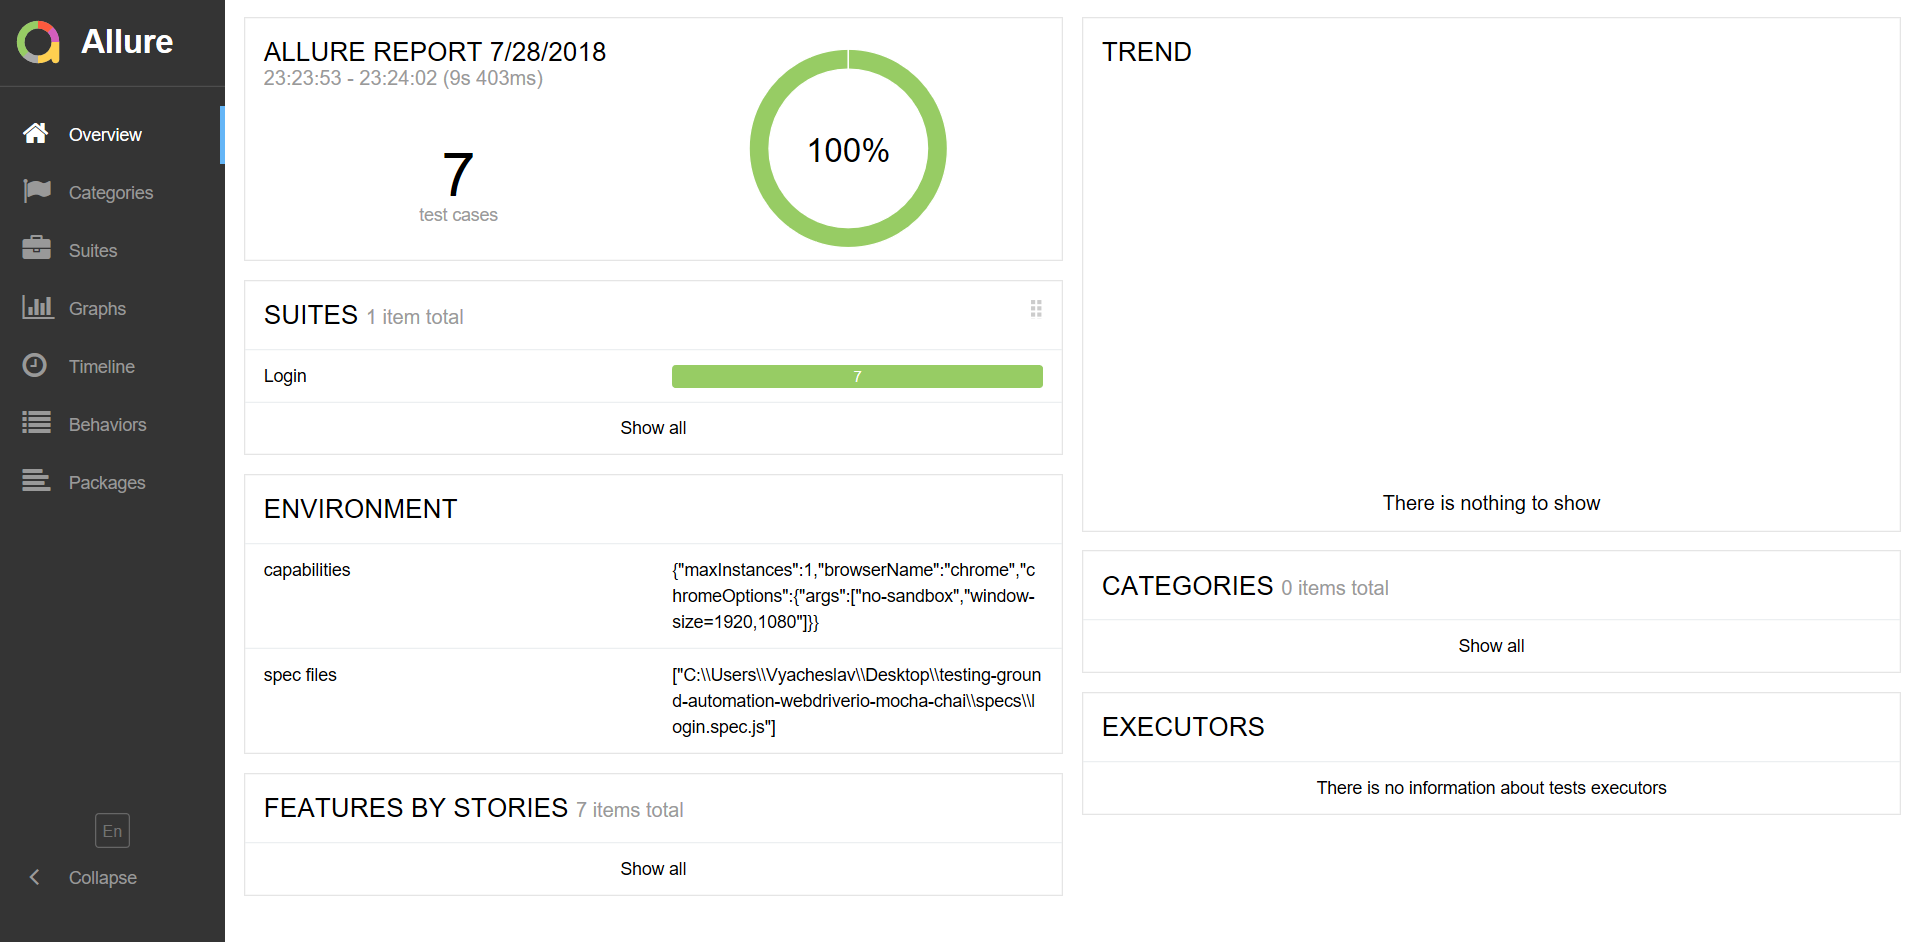 Allure
Overview
Categories
Suites
Graphs
Timeline
Behaviors
Packages
En
Collapse
ALLURE REPORT 7/28/2018
23:23:53 - 23:24:02 (9s 403ms)
7
test cases
100%
SUITES 1 item total
Login 7
Show all
ENVIRONMENT
capabilities
{"maxInstances":1,"browserName":"chrome","c
hromeOptions":{"args":["no-sandbox","window-
size=1920,1080"]}}
spec files
["C:\\Users\\Vyacheslav\\Desktop\\testing-groun
d-automation-webdriverio-mocha-chai\\specs\\l
ogin.spec.js"]
FEATURES BY STORIES 7 items total
Show all
TREND
There is nothing to show
CATEGORIES 0 items total
Show all
EXECUTORS
There is no information about tests executors